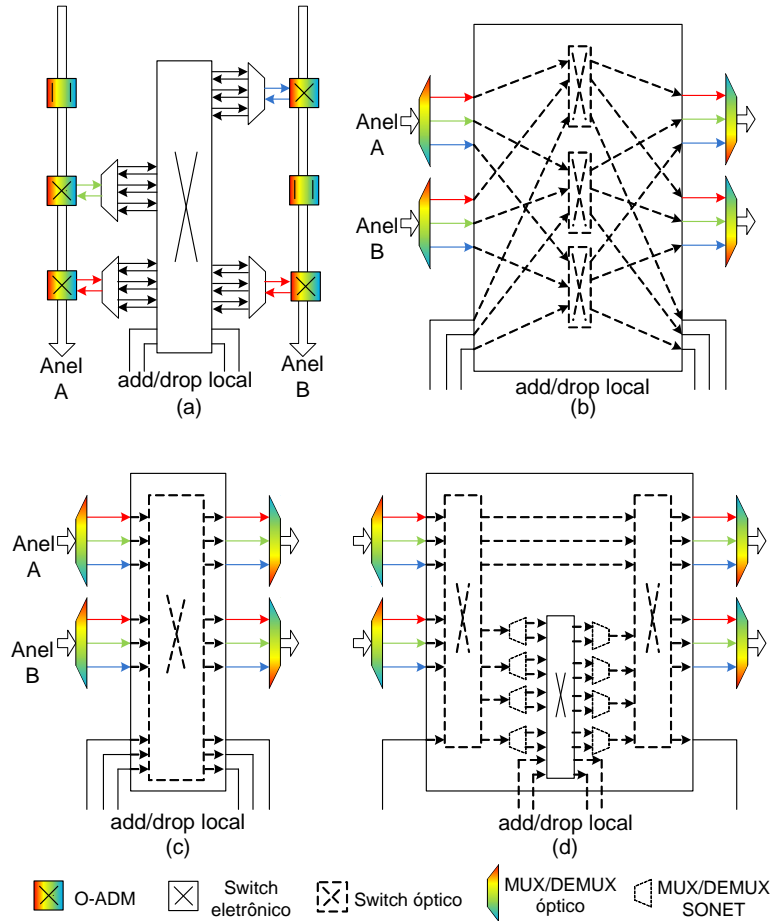 Anel
A
Anel
B
add/drop local
(a)
Anel
A
Anel
B
add/drop local
(b)
Anel
A
Anel
B
add/drop local
(c)
add/drop local
(d)
O-ADM
Switch
eletrônico
Switch óptico
MUX/DEMUX
óptico
MUX/DEMUX
SONET